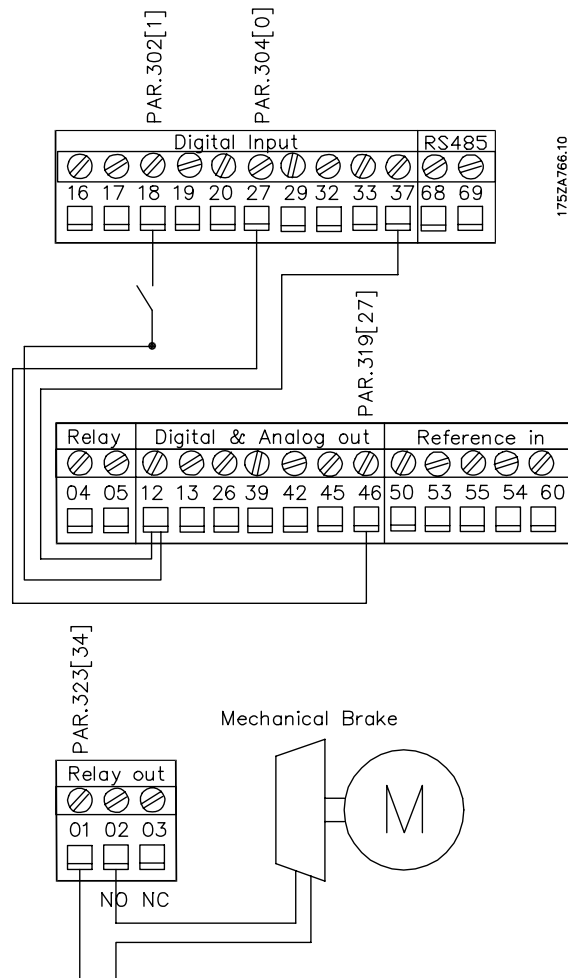 PAR.302[1]
PAR.304[0]
Digital Input
RS485
16 17 18 19 20 27 29 32 33 37 68 69
175ZA766.10
PAR.319[27]
Relay
Digital & Analog out
Reference in
04 05 12 13 26 39 42 45 46 50 53 55 54 60
PAR.323[34]
Mechanical Brake
Relay out
01 02 03
M
NO NC